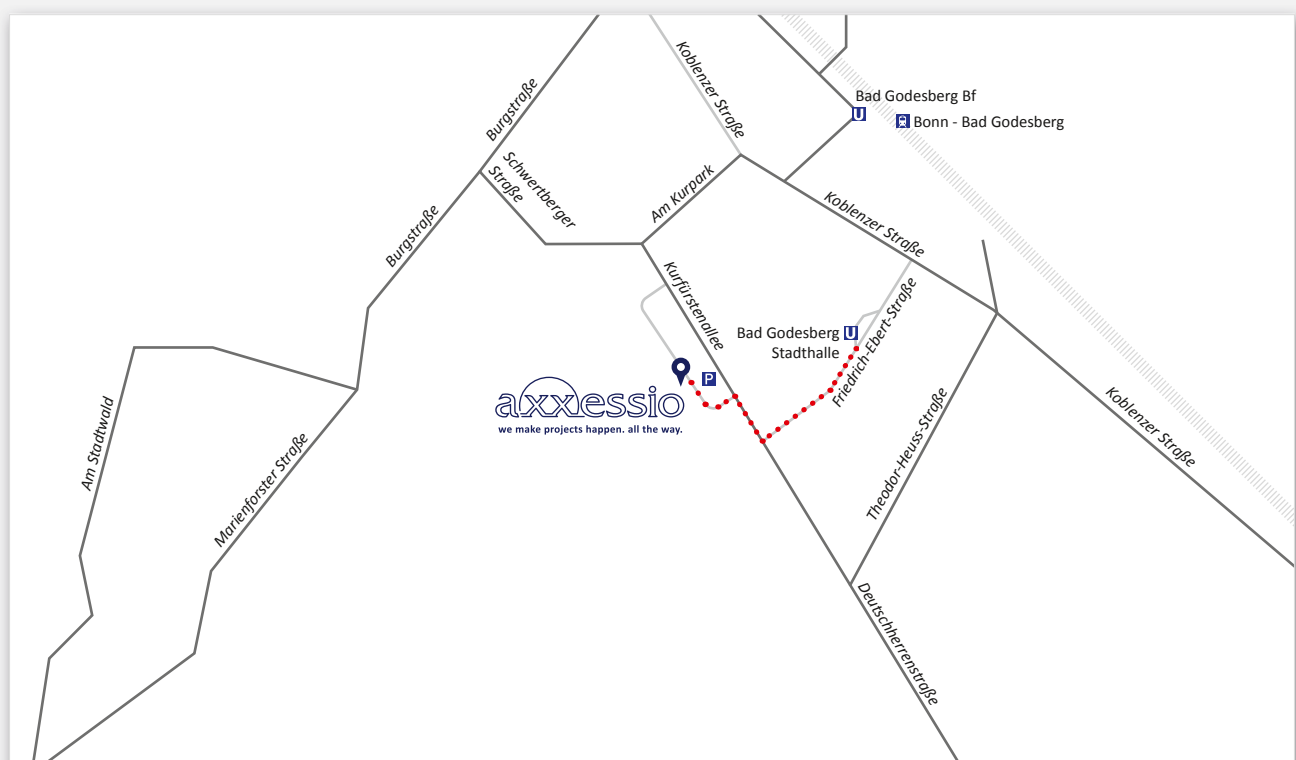 Koblenzer Straße
Burgstraße
Bad Godesberg Bf
U
Bonn - Bad Godesberg
Schwertberger
Straße
Am Kurpark
Koblenzer Straße
Burgstraße
Kurfürstenallee
Bad Godesberg
U
Stadthalle
Friedrich-Ebert-Straße
P
axxessio
we make projects happen. all the way.
Am Stadtwald
Marienforster Straße
Theodor-Heuss-Straße
Koblenzer Straße
Deutschherrenstraße